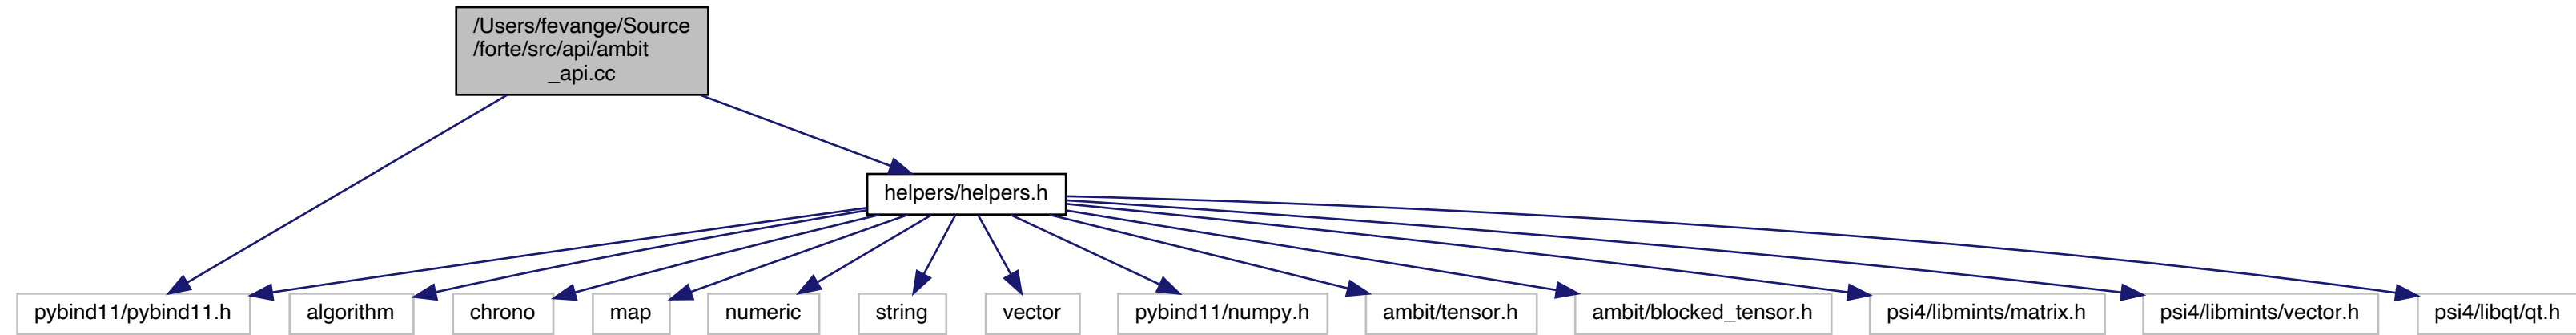 /Users/fevange/Source
/forte/src/api/ambit
_api.cc
helpers/helpers.h
pybind11/pybind11.h
algorithm
chrono
map
numeric
string
vector
pybind11/numpy.h
ambit/tensor.h
ambit/blocked_tensor.h
psi4/libmints/matrix.h
psi4/libmints/vector.h
psi4/libqt/qt.h